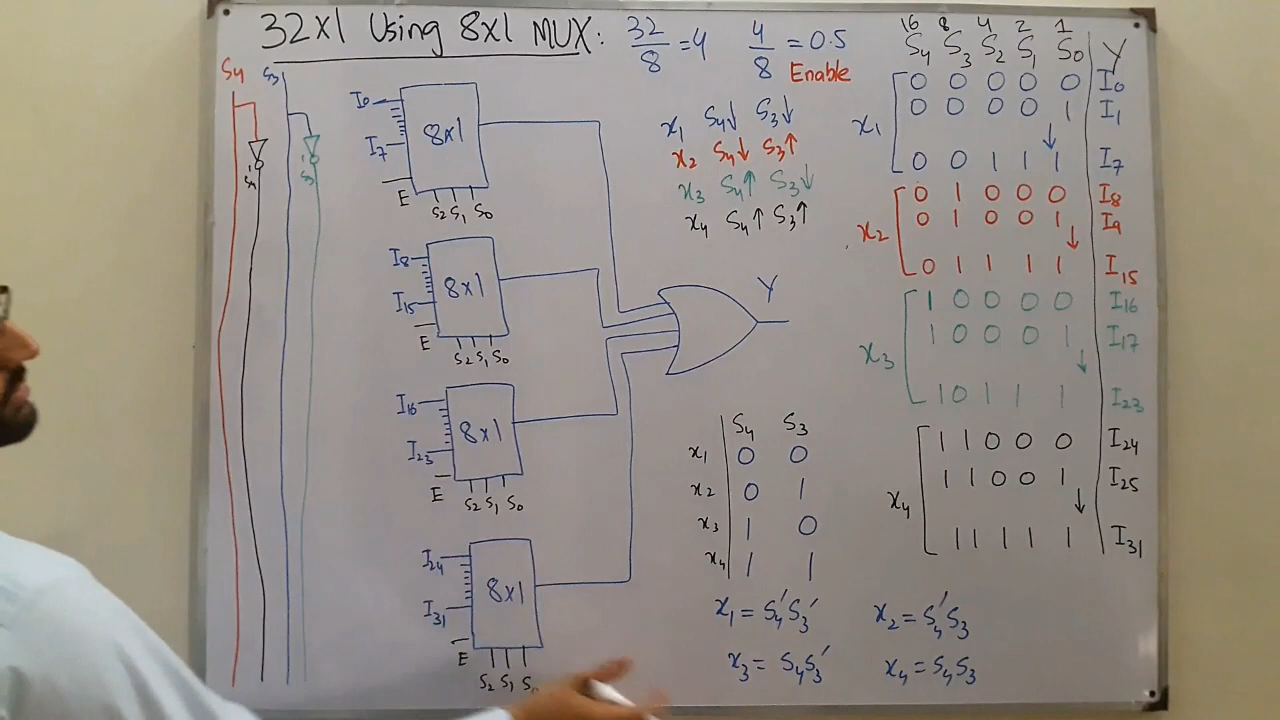 32x1 Using 8x1 MUX:
32/8 = 4
4/8 = 0.5
Enable
S4 S3
S4' S3'
I0
I7
8x1
E
S2 S1 S0
I8
I15
8x1
E
S2 S1 S0
I16
I23
8x1
E
S2 S1 S0
I24
I31
8x1
E
S2 S1 S0
Y
x1 S4↓ S3↓
x2 S4↓ S3↑
x3 S4↑ S3↓
x4 S4↑ S3↑
S4 S3
x1 0 0
x2 0 1
x3 1 0
x4 1 1
x1 = S4'S3'
x2 = S4'S3
x3 = S4S3'
x4 = S4S3
16 8 4 2 1
S4 S3 S2 S1 S0 Y
0 0 0 0 0 I0
x1 0 0 0 0 1 I1
↓
0 0 1 1 1 I7
0 1 0 0 0 I8
x2 0 1 0 0 1 I9
↓
0 1 1 1 1 I15
1 0 0 0 0 I16
x3 1 0 0 0 1 I17
↓
1 0 1 1 1 I23
1 1 0 0 0 I24
x4 1 1 0 0 1 I25
↓
1 1 1 1 1 I31